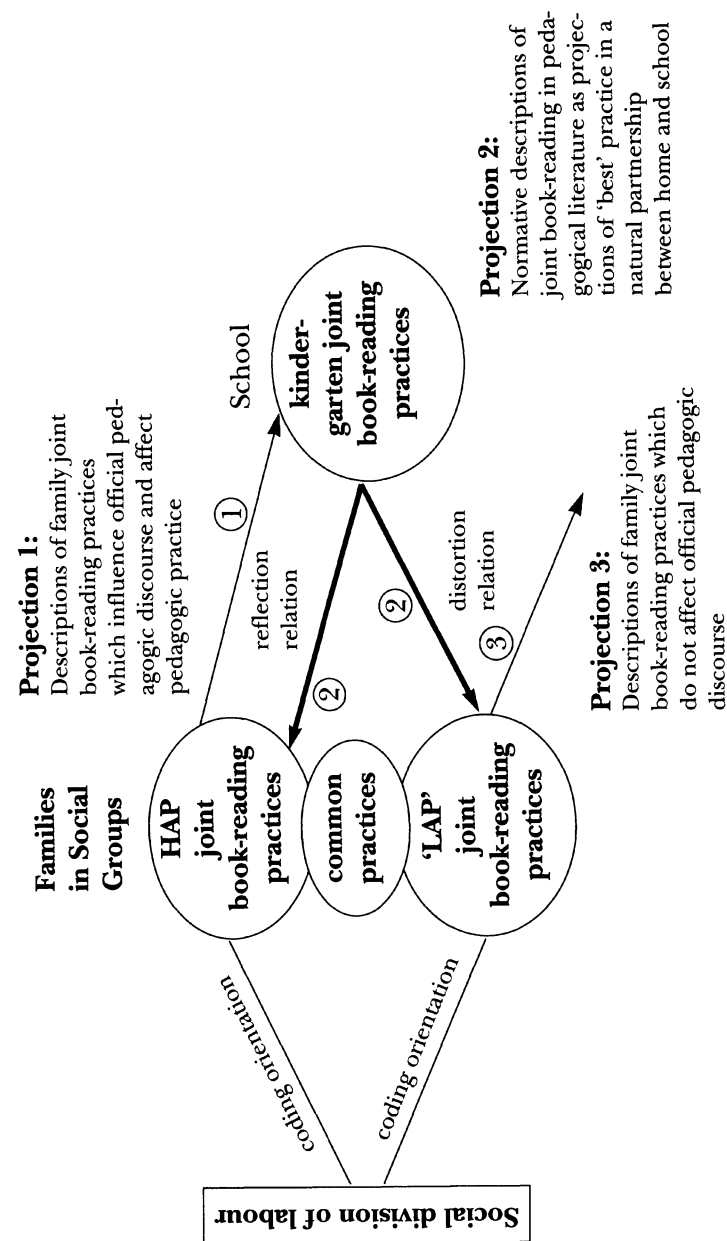 Social division of labour
coding orientation
coding orientation
Families
in Social
Groups
HAP
joint
book-reading
practices
common
practices
‘LAP’
joint
book-reading
practices
Projection 1:
Descriptions of family joint
book-reading practices
which influence official ped-
agogic discourse and affect
pedagogic practice
1
reflection
relation
2
2
distortion
relation
3
School
kinder-
garten joint
book-reading
practices
Projection 2:
Normative descriptions of
joint book-reading in peda-
gogical literature as projec-
tions of ‘best’ practice in a
natural partnership
between home and school
Projection 3:
Descriptions of family joint
book-reading practices which
do not affect official pedagogic
discourse